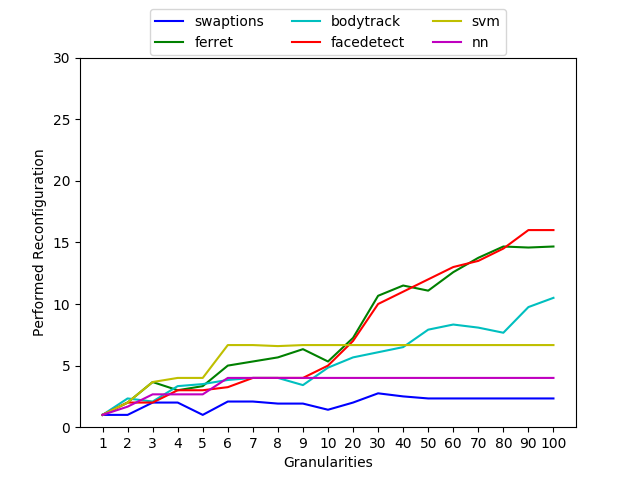 swaptions bodytrack svm
ferret facedetect nn
30
25
20
15
10
5
0
Performed Reconfiguration
1 2 3 4 5 6 7 8 9 10 20 30 40 50 60 70 80 90 100
Granularities